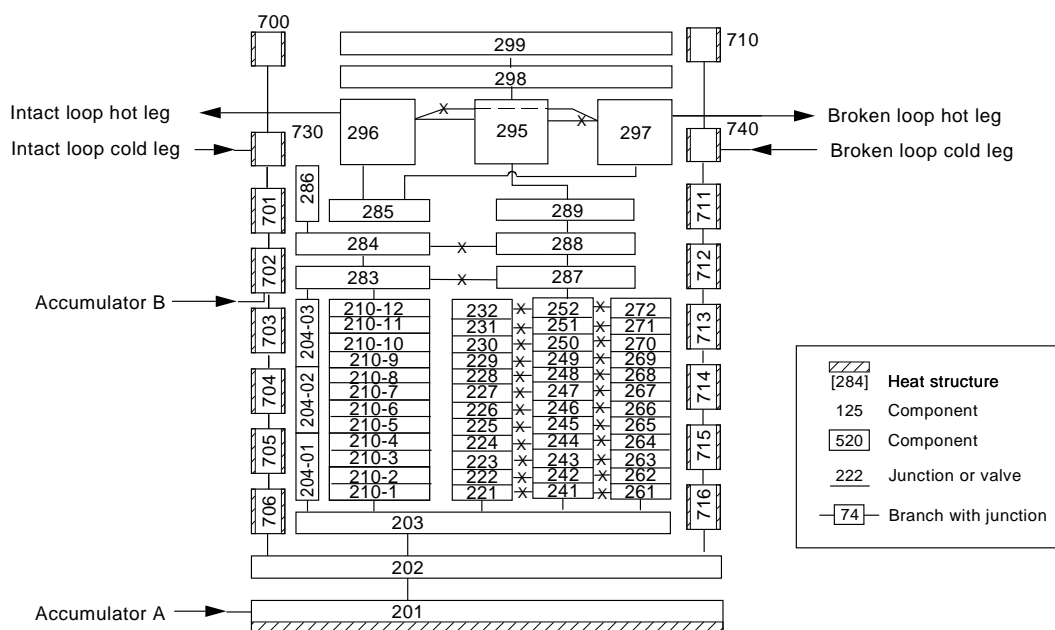 700
710
299
298
Intact loop hot leg
Broken loop hot leg
296
295
297
730
740
Intact loop cold leg
Broken loop cold leg
286
701
285
289
711
284
288
702
712
283
287
Accumulator B
204-03
210-12
232
X
252
X
272
703
210-11
231
X
251
X
271
713
210-10
230
X
250
X
270
210-9
229
X
249
X
269
704
204-02
210-8
228
X
248
X
268
714
210-7
227
X
247
X
267
210-6
226
X
246
X
266
210-5
225
X
245
X
265
705
204-01
210-4
224
X
244
X
264
715
210-3
223
X
243
X
263
210-2
222
X
242
X
262
706
210-1
221
X
241
X
261
716
203
202
Accumulator A
201
X
X
X
X
[284] Heat structure
125 Component
520 Component
222 Junction or valve
74 Branch with junction